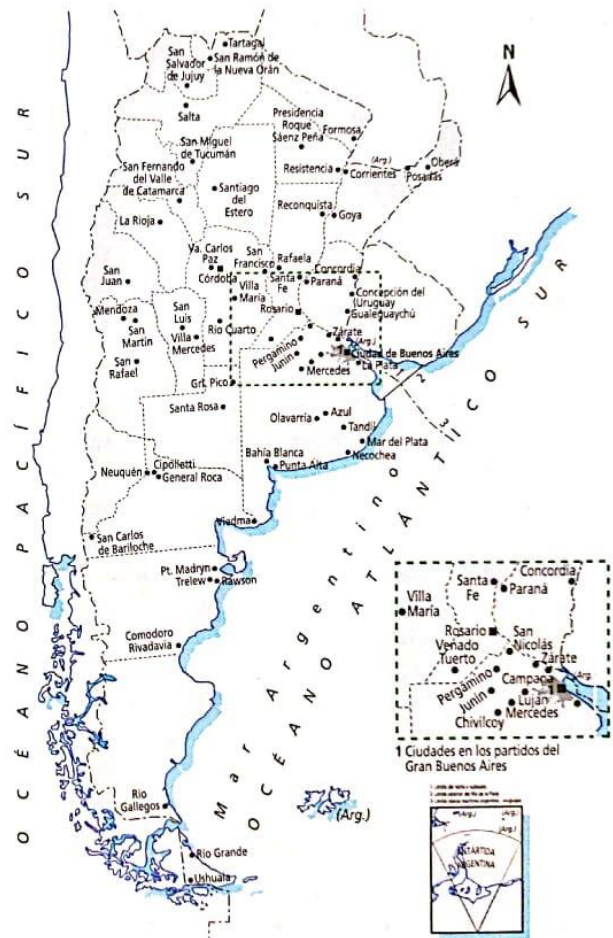 N
OCÉANO PACÍFICO SUR
Tartagal
San Ramón de
la Nueva Orán
San
Salvador
de Jujuy
Salta
Presidencia
Roque
Sáenz Peña
Formosa
San Miguel
de Tucumán
Resistencia
Corrientes
(Arg.)
Oberá
Posadas
San Fernando
del Valle
de Catamarca
Santiago
del
Estero
Reconquista
Goya
La Rioja
Va. Carlos
Paz
Córdoba
San
Francisco
Rafaela
Santa
Fe
Paraná
Concordia
San
Juan
Villa
María
Concepción del
(Uruguay
Gualeguaychú
Rosario
Mendoza
San
Martín
San
Luis
Villa
Mercedes
Río Cuarto
Zárate
(Arg.)
Ciudad de Buenos Aires
Pergamino
Junín
Mercedes
La Plata
San
Rafael
Grl. Pico
2
3
Santa Rosa
Olavarría
Azul
Tandil
Mar del Plata
Necochea
Bahía Blanca
Punta Alta
Neuquén
Cipolletti
General Roca
Viedma
San Carlos
de Bariloche
Pt. Madryn
Trelew
Rawson
Comodoro
Rivadavia
Mar Argentino
OCÉANO ATLÁNTICO SUR
Río
Gallegos
(Arg.)
Río Grande
Ushuaia
Villa
María
Santa
Fe
Paraná
Concordia
Rosario
San
Nicolás
Venado
Tuerto
Zárate
Pergamino
Campana
(Arg.
Junín
Luján
Mercedes
Chivilcoy
1 Ciudades en los partidos del
Gran Buenos Aires
(Arg.)
(Arg.)
ANTÁRTIDA
ARGENTINA